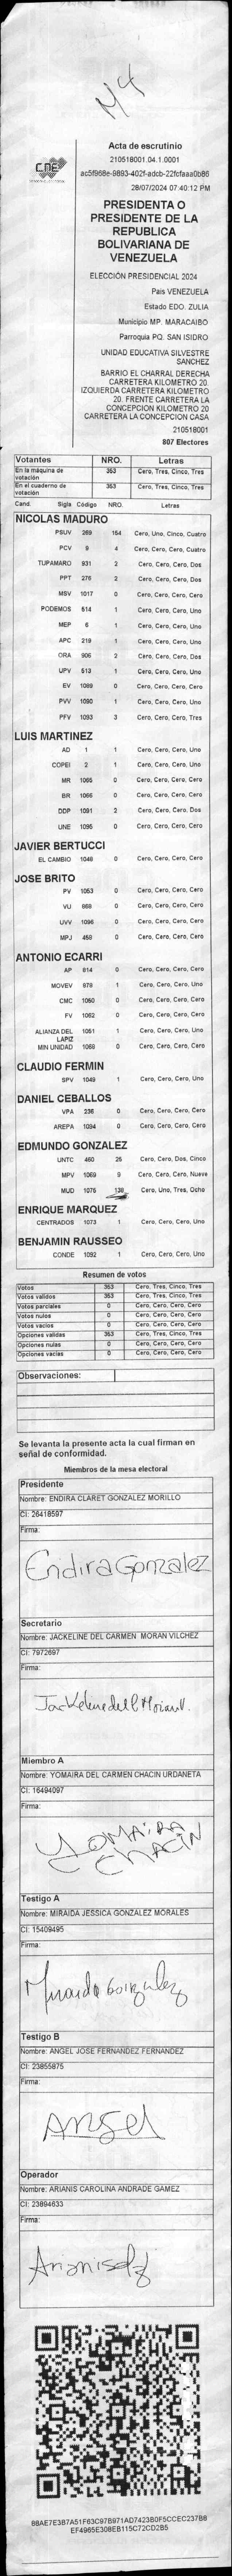 Nº4
CNE
Acta de escrutinio
210518001.04.1.0001
ac5f968e-9893-402f-adcb-22fcfaaa0b86
28/07/2024 07:40:12 PM
PRESIDENTA O
PRESIDENTE DE LA
REPUBLICA
BOLIVARIANA DE
VENEZUELA
ELECCIÓN PRESIDENCIAL 2024
Pais VENEZUELA
Estado EDO. ZULIA
Municipio MP. MARACAIBO
Parroquia PQ. SAN ISIDRO
UNIDAD EDUCATIVA SILVESTRE
SANCHEZ
BARRIO EL CHARRAL DERECHA
CARRETERA KILOMETRO 20.
IZQUIERDA CARRETERA KILOMETRO
20. FRENTE CARRETERA LA
CONCEPCION KILOMETRO 20
CARRETERA LA CONCEPCION CASA
210518001
807 Electores
Votantes NRO. Letras
En la máquina de votación 353 Cero, Tres, Cinco, Tres
En el cuaderno de votación 353 Cero, Tres, Cinco, Tres
Cand. Sigla Código NRO. Letras
NICOLAS MADURO
PSUV 269 154 Cero, Uno, Cinco, Cuatro
PCV 9 4 Cero, Cero, Cero, Cuatro
TUPAMARO 931 2 Cero, Cero, Cero, Dos
PPT 276 2 Cero, Cero, Cero, Dos
MSV 1017 0 Cero, Cero, Cero, Cero
PODEMOS 514 1 Cero, Cero, Cero, Uno
MEP 6 1 Cero, Cero, Cero, Uno
APC 219 1 Cero, Cero, Cero, Uno
ORA 906 2 Cero, Cero, Cero, Dos
UPV 513 1 Cero, Cero, Cero, Uno
EV 1089 0 Cero, Cero, Cero, Cero
PVV 1090 1 Cero, Cero, Cero, Uno
PFV 1093 3 Cero, Cero, Cero, Tres
LUIS MARTINEZ
AD 1 1 Cero, Cero, Cero, Uno
COPEI 2 1 Cero, Cero, Cero, Uno
MR 1065 0 Cero, Cero, Cero, Cero
BR 1066 0 Cero, Cero, Cero, Cero
DDP 1091 2 Cero, Cero, Cero, Dos
UNE 1095 0 Cero, Cero, Cero, Cero
JAVIER BERTUCCI
EL CAMBIO 1048 0 Cero, Cero, Cero, Cero
JOSE BRITO
PV 1053 0 Cero, Cero, Cero, Cero
VU 868 0 Cero, Cero, Cero, Cero
UVV 1096 0 Cero, Cero, Cero, Cero
MPJ 458 0 Cero, Cero, Cero, Cero
ANTONIO ECARRI
AP 814 0 Cero, Cero, Cero, Cero
MOVEV 979 1 Cero, Cero, Cero, Uno
CMC 1050 0 Cero, Cero, Cero, Cero
FV 1062 0 Cero, Cero, Cero, Cero
ALIANZA DEL LAPIZ 1051 1 Cero, Cero, Cero, Uno
MIN UNIDAD 1068 0 Cero, Cero, Cero, Cero
CLAUDIO FERMIN
SPV 1049 1 Cero, Cero, Cero, Uno
DANIEL CEBALLOS
VPA 236 0 Cero, Cero, Cero, Cero
AREPA 1094 0 Cero, Cero, Cero, Cero
EDMUNDO GONZALEZ
UNTC 460 25 Cero, Cero, Dos, Cinco
MPV 1069 9 Cero, Cero, Cero, Nueve
MUD 1075 138 Cero, Uno, Tres, Ocho
ENRIQUE MARQUEZ
CENTRADOS 1073 1 Cero, Cero, Cero, Uno
BENJAMIN RAUSSEO
CONDE 1092 1 Cero, Cero, Cero, Uno
Resumen de votos
Votos 353 Cero, Tres, Cinco, Tres
Votos validos 353 Cero, Tres, Cinco, Tres
Votos parciales 0 Cero, Cero, Cero, Cero
Votos nulos 0 Cero, Cero, Cero, Cero
Votos vacios 0 Cero, Cero, Cero, Cero
Opciones validas 353 Cero, Tres, Cinco, Tres
Opciones nulas 0 Cero, Cero, Cero, Cero
Opciones vacias 0 Cero, Cero, Cero, Cero
Observaciones:
Se levanta la presente acta la cual firman en
señal de conformidad.
Miembros de la mesa electoral
Presidente
Nombre: ENDIRA CLARET GONZALEZ MORILLO
CI: 26418597
Firma:
Endira Gonzalez
Secretario
Nombre: JACKELINE DEL CARMEN MORAN VILCHEZ
CI: 7972697
Firma:
Jackeline del C Moran V.
Miembro A
Nombre: YOMAIRA DEL CARMEN CHACIN URDANETA
CI: 16494097
Firma:
YOMAIRA
CHACIN
Testigo A
Nombre: MIRAIDA JESSICA GONZALEZ MORALES
CI: 15409495
Firma:
Miraida Gonzalez
Testigo B
Nombre: ANGEL JOSE FERNANDEZ FERNANDEZ
CI: 23855875
Firma:
Angel
Operador
Nombre: ARIANIS CAROLINA ANDRADE GAMEZ
CI: 23894633
Firma:
88AE7E3B7A51F63C97B971AD7423B0F5CCEC237B8
EF4965E308EB115C72CD2B5